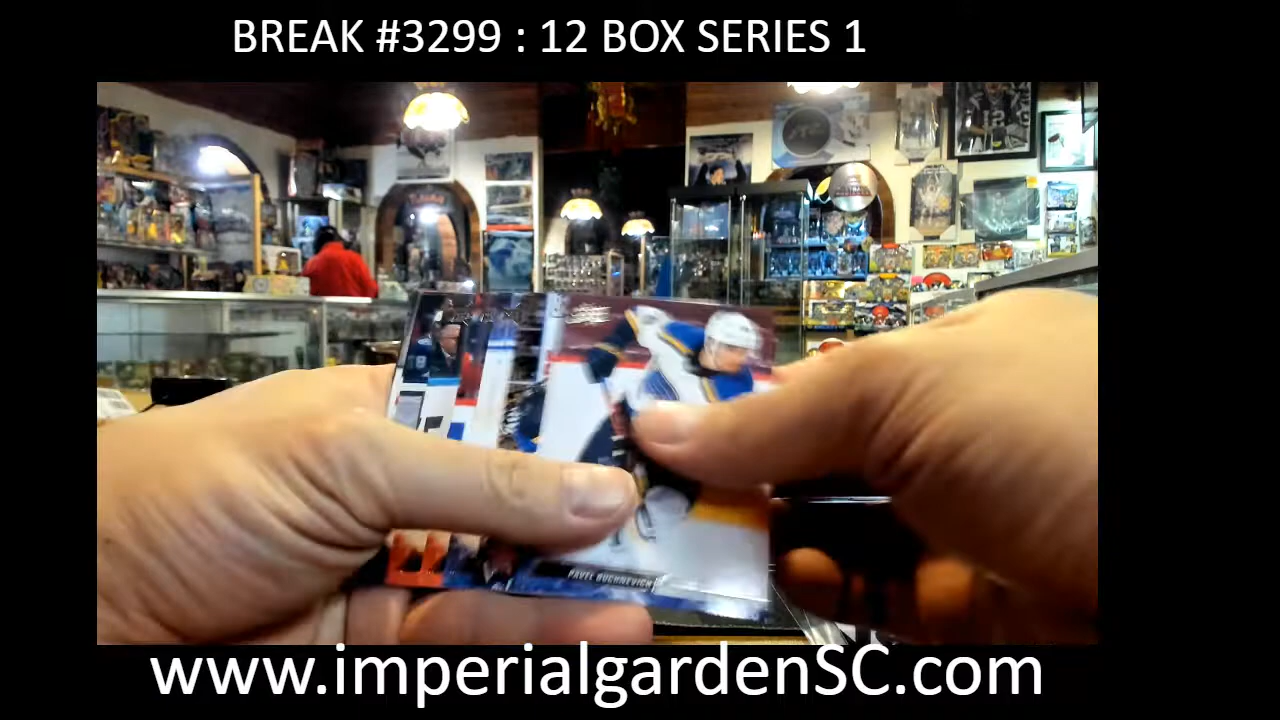 BREAK #3299 : 12 BOX SERIES 1
PAVEL BUCHNEVICH
www.imperialgardenSC.com